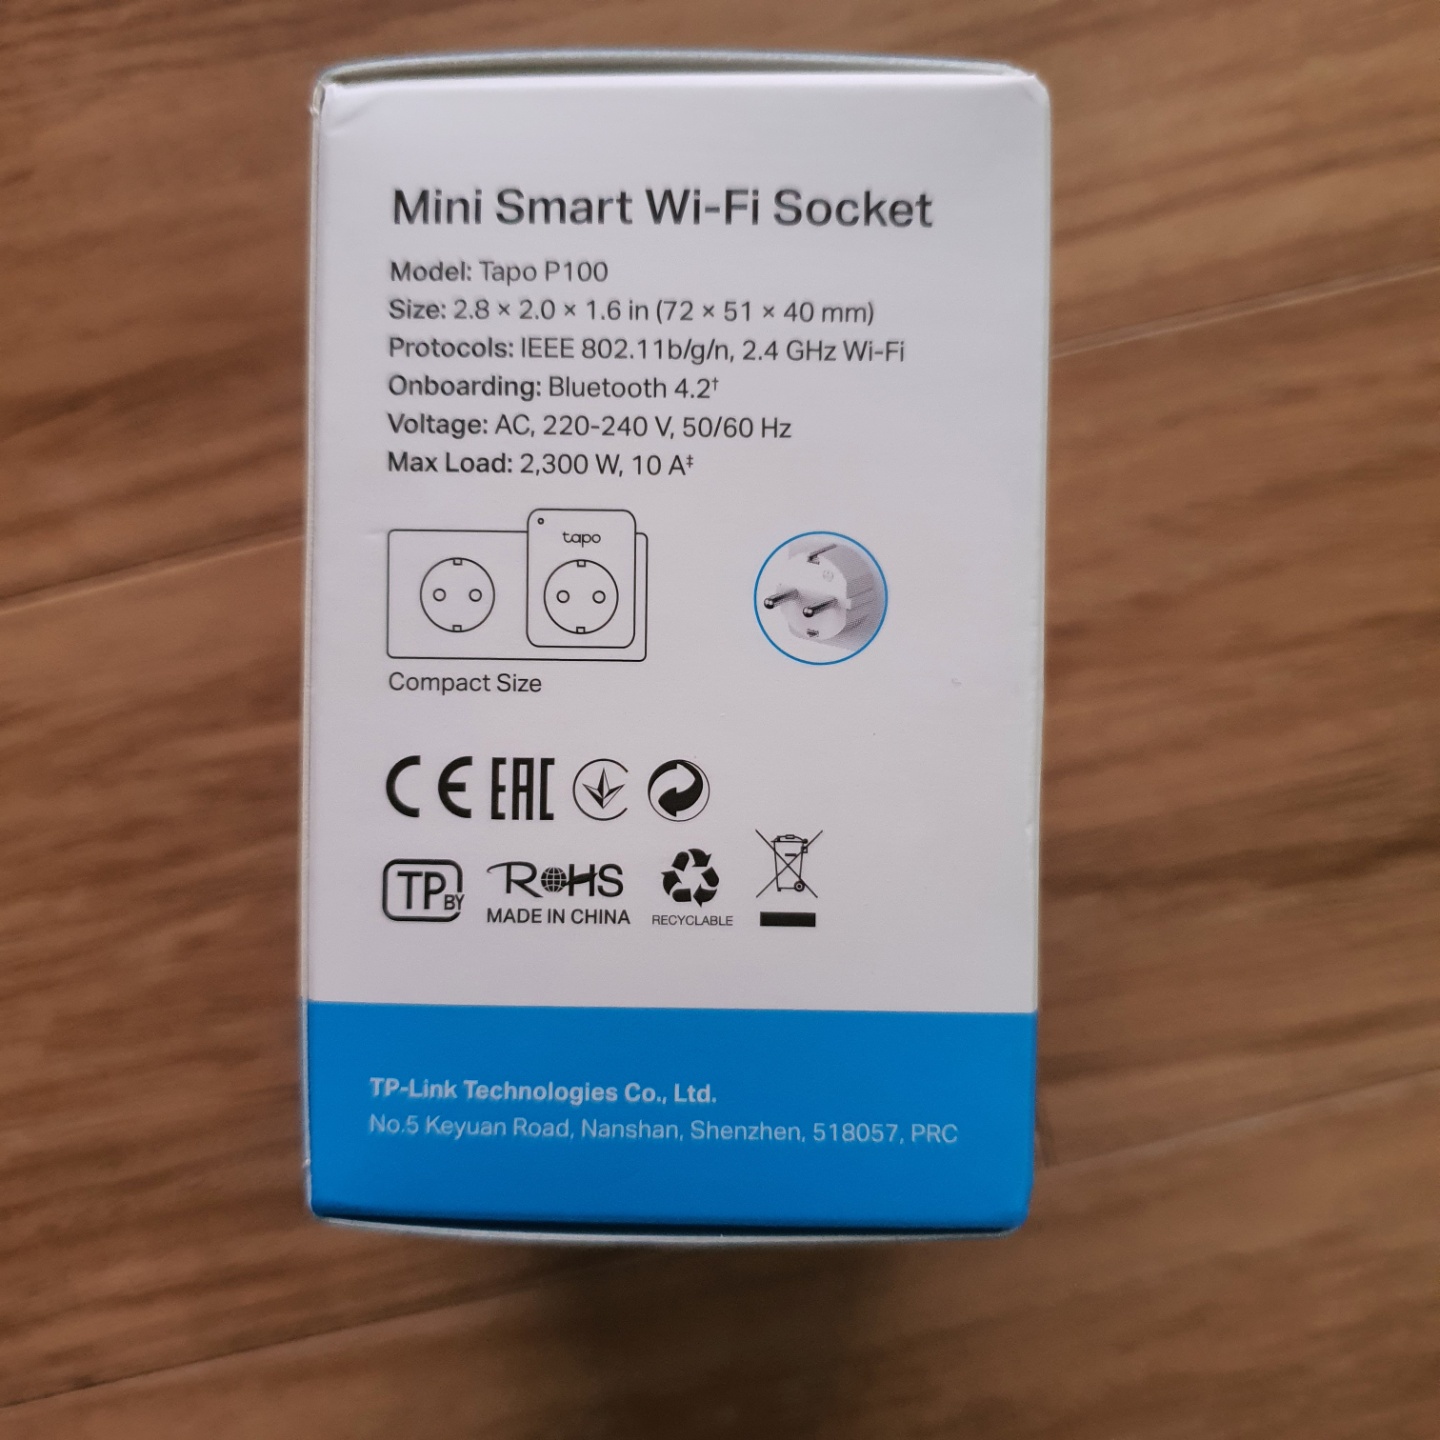 Mini Smart Wi-Fi Socket
Model: Tapo P100
Size: 2.8 × 2.0 × 1.6 in (72 × 51 × 40 mm)
Protocols: IEEE 802.11b/g/n, 2.4 GHz Wi-Fi
Onboarding: Bluetooth 4.2†
Voltage: AC, 220-240 V, 50/60 Hz
Max Load: 2,300 W, 10 A‡
tapo
Compact Size
CE EAC
TP BY
RoHS
MADE IN CHINA
RECYCLABLE
TP-Link Technologies Co., Ltd.
No.5 Keyuan Road, Nanshan, Shenzhen, 518057, PRC